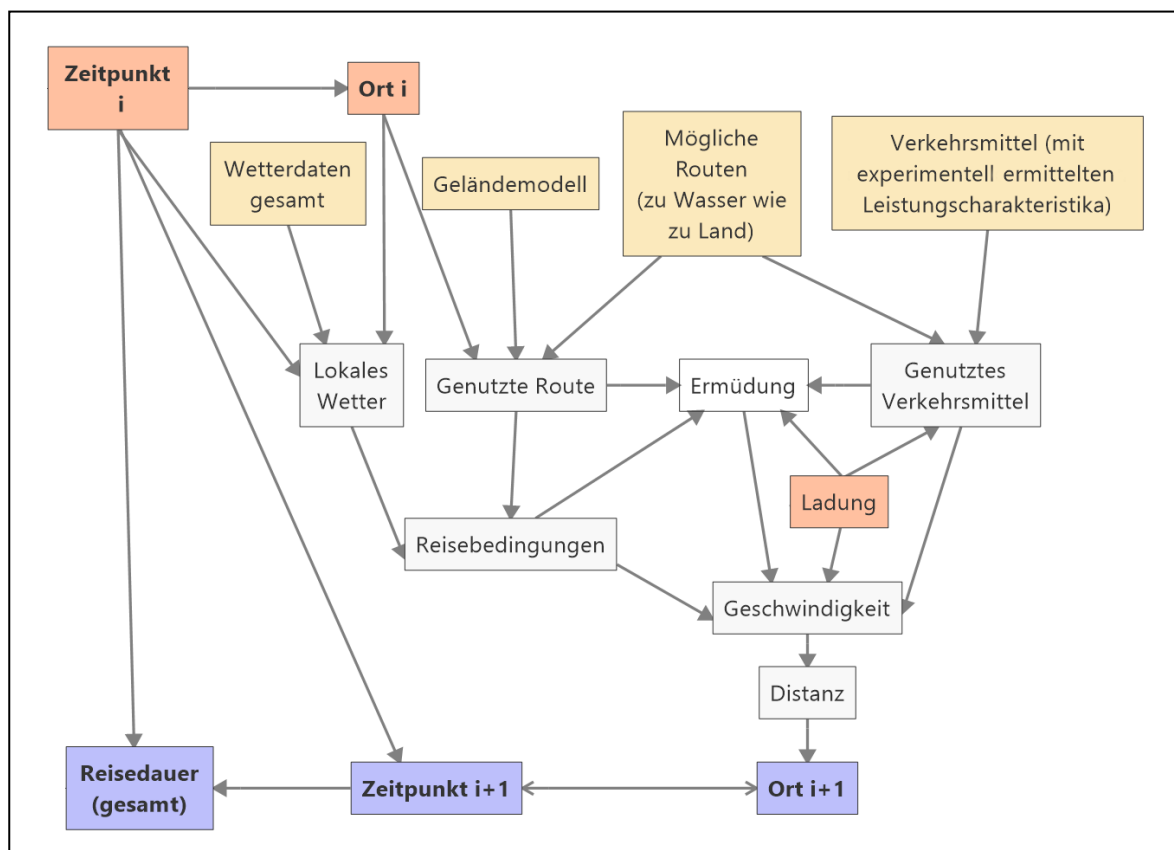 Zeitpunkt
i
Ort i
Wetterdaten
gesamt
Geländemodell
Mögliche
Routen
(zu Wasser wie
zu Land)
Verkehrsmittel (mit
experimentell ermittelten
Leistungscharakteristika)
Lokales
Wetter
Genutzte Route
Ermüdung
Genutztes
Verkehrsmittel
Ladung
Reisebedingungen
Geschwindigkeit
Distanz
Reisedauer
(gesamt)
Zeitpunkt i+1
Ort i+1